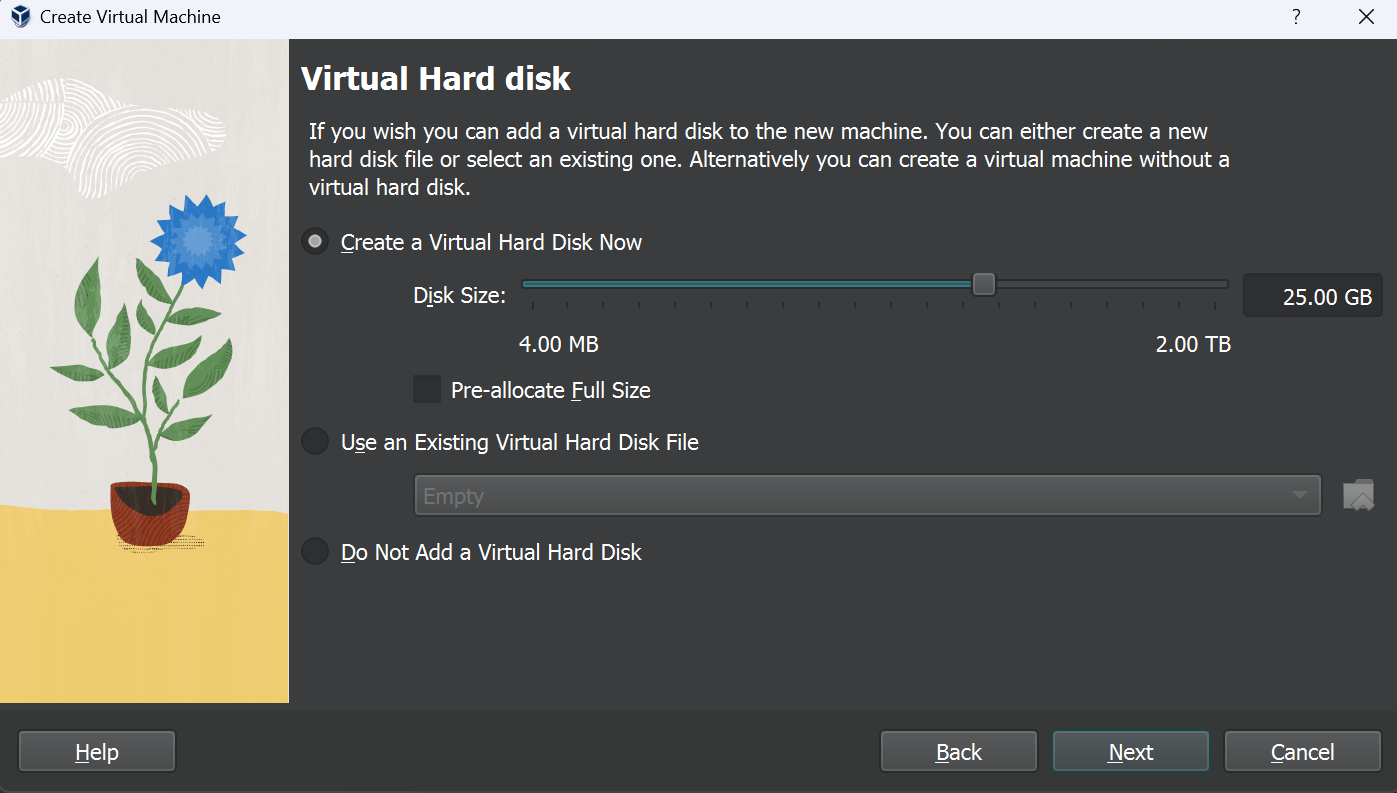 Create Virtual Machine
?
Virtual Hard disk
If you wish you can add a virtual hard disk to the new machine. You can either create a new
hard disk file or select an existing one. Alternatively you can create a virtual machine without a
virtual hard disk.
Create a Virtual Hard Disk Now
Disk Size:
25.00 GB
4.00 MB
2.00 TB
Pre-allocate Full Size
Use an Existing Virtual Hard Disk File
Empty
Do Not Add a Virtual Hard Disk
Help
Back
Next
Cancel